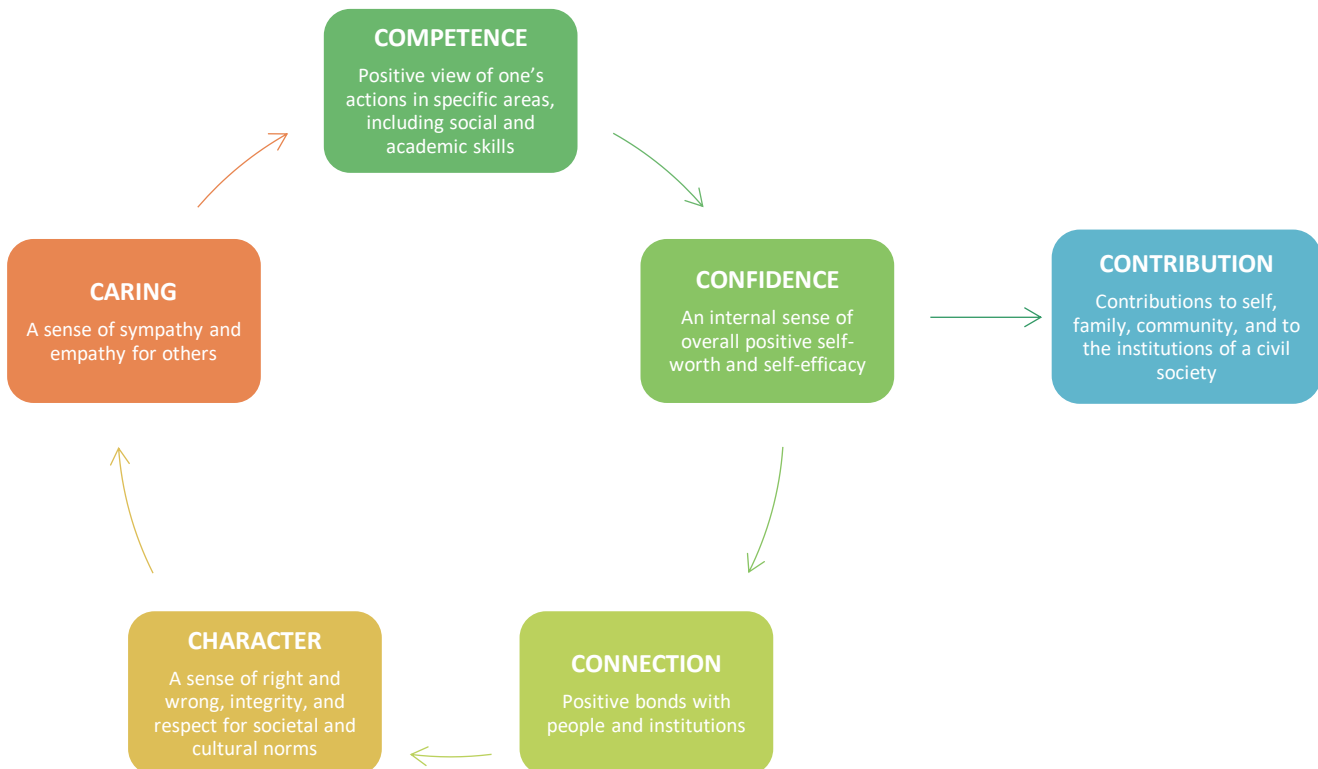 COMPETENCE
Positive view of one’s
actions in specific areas,
including social and
academic skills
CARING
A sense of sympathy and
empathy for others
CONFIDENCE
An internal sense of
overall positive self-
worth and self-efficacy
CONTRIBUTION
Contributions to self,
family, community, and to
the institutions of a civil
society
CHARACTER
A sense of right and
wrong, integrity, and
respect for societal and
cultural norms
CONNECTION
Positive bonds with
people and institutions